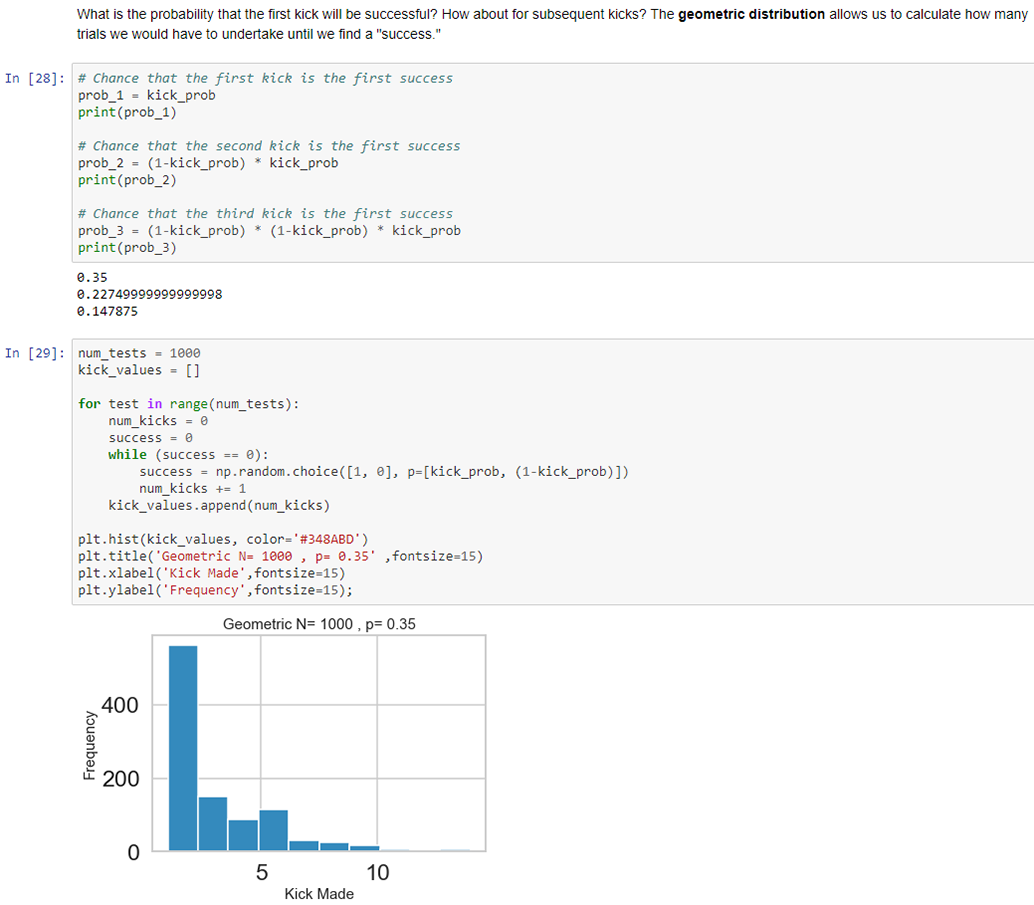 What is the probability that the first kick will be successful? How about for subsequent kicks? The geometric distribution allows us to calculate how many
trials we would have to undertake until we find a "success."
In [28]: # Chance that the first kick is the first success
prob_1 = kick_prob
print(prob_1)
# Chance that the second kick is the first success
prob_2 = (1-kick_prob) * kick_prob
print(prob_2)
# Chance that the third kick is the first success
prob_3 = (1-kick_prob) * (1-kick_prob) * kick_prob
print(prob_3)
0.35
0.22749999999999998
0.147875
In [29]: num_tests = 1000
kick_values = []
for test in range(num_tests):
    num_kicks = 0
    success = 0
    while (success == 0):
        success = np.random.choice([1, 0], p=[kick_prob, (1-kick_prob)])
        num_kicks += 1
    kick_values.append(num_kicks)
plt.hist(kick_values, color='#348ABD')
plt.title('Geometric N= 1000 , p= 0.35' ,fontsize=15)
plt.xlabel('Kick Made',fontsize=15)
plt.ylabel('Frequency',fontsize=15);
Geometric N= 1000 , p= 0.35
Frequency
400
200
0
5 10
Kick Made